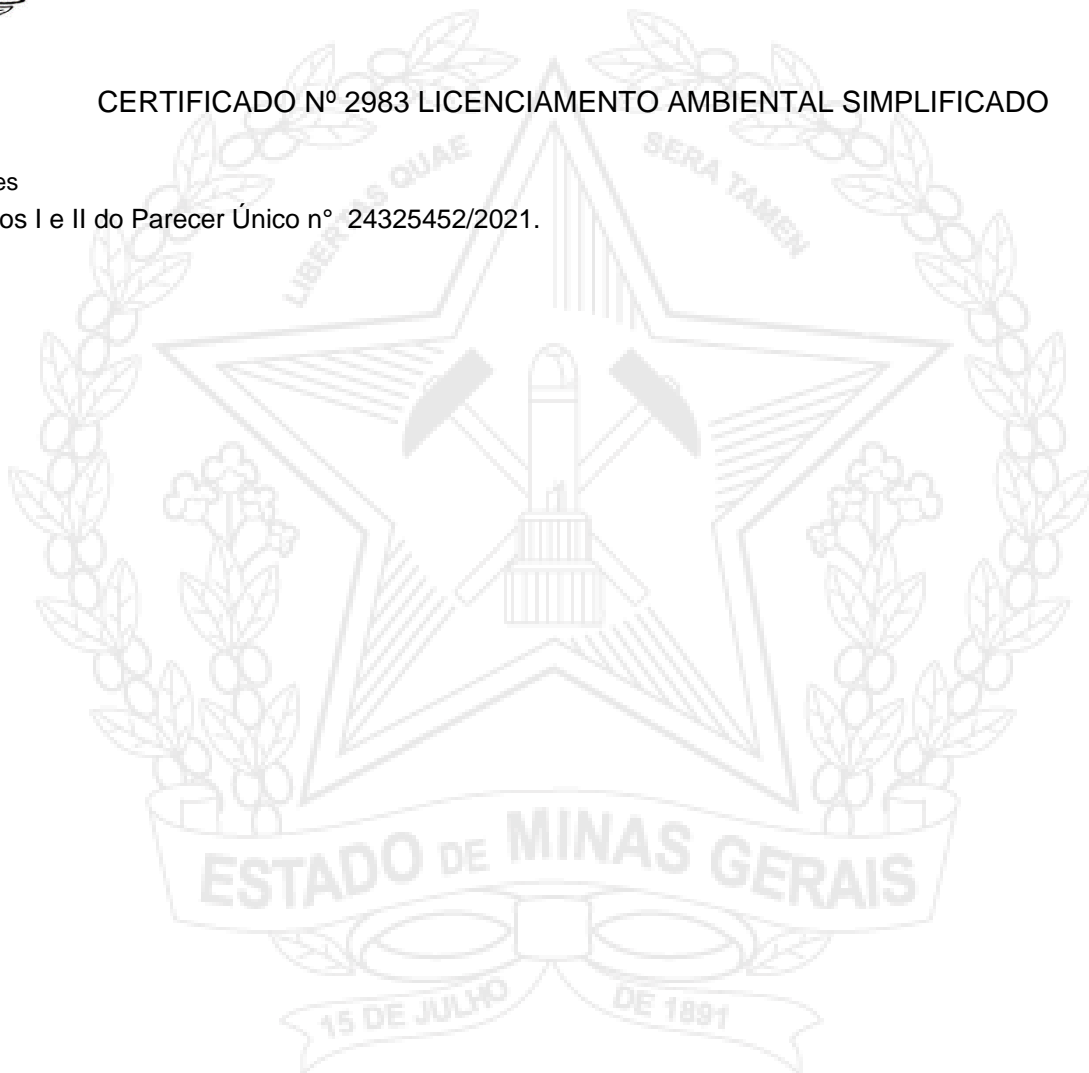 CERTIFICADO Nº 2983 LICENCIAMENTO AMBIENTAL SIMPLIFICADO
es
os I e II do Parecer Único n° 24325452/2021.
LIBERTAS QUAE SERA TAMEN
ESTADO DE MINAS GERAIS
15 DE JULHO DE 1891